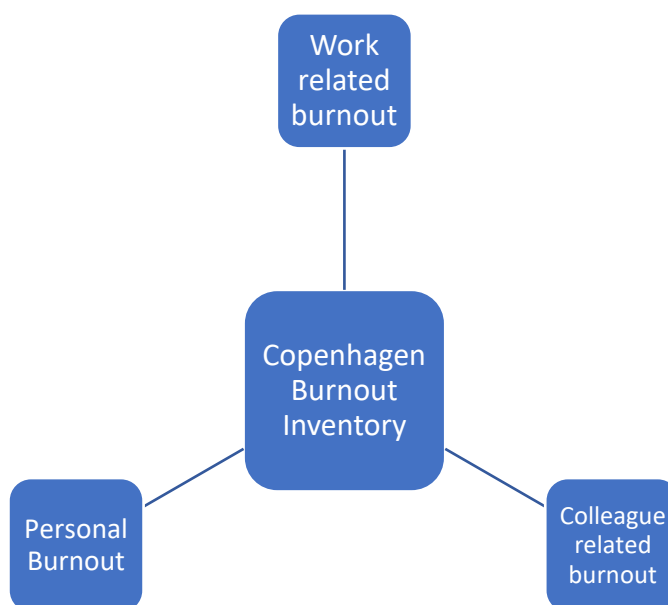 Work
related
burnout
Copenhagen
Burnout
Inventory
Personal
Burnout
Colleague
related
burnout